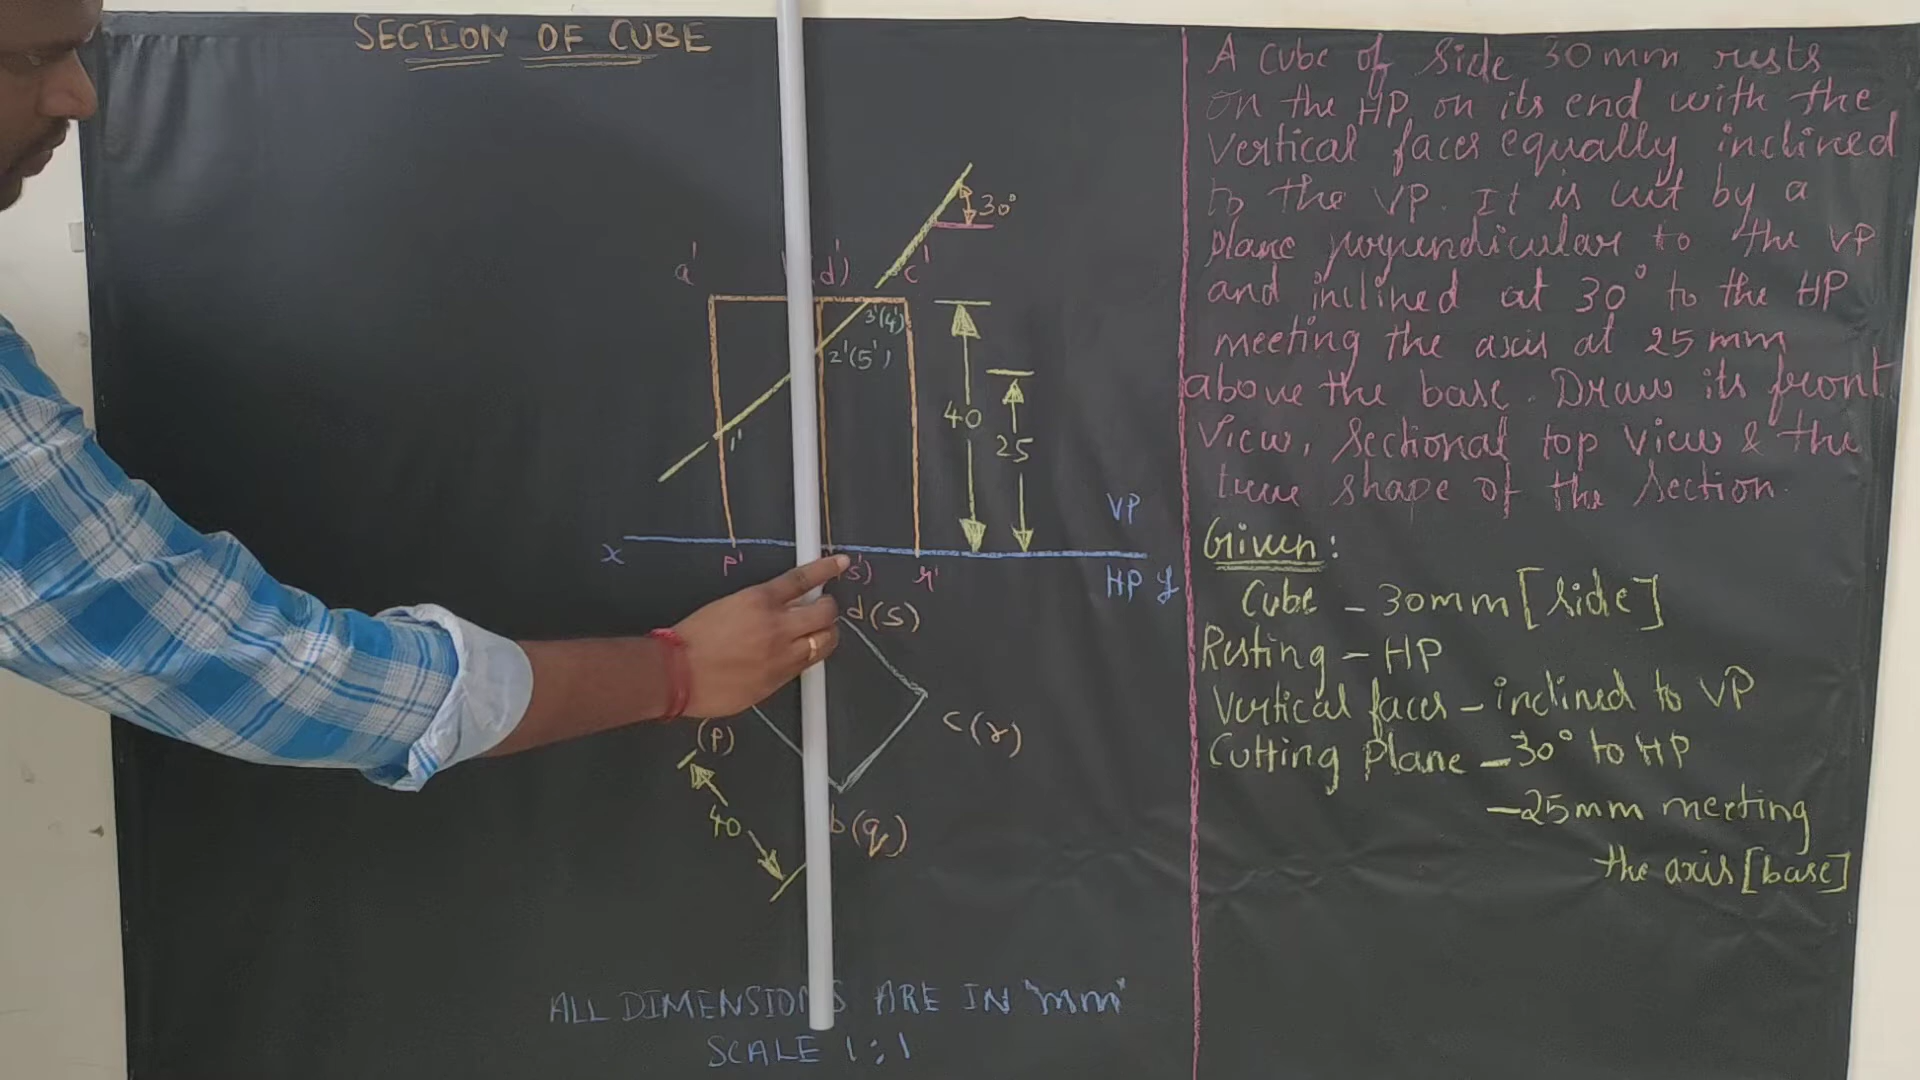 SECTION OF CUBE
30°
a'
d')
c'
3'(4')
2'(5')
1'
40
25
VP
x
HP y
p'
s')
r'
d(s)
(p)
c(r)
40
b(q)
ALL DIMENSIONS ARE IN "mm"
SCALE 1:1
A cube of side 30mm rests
on the HP on its end with the
vertical faces equally inclined
to the VP. It is cut by a
plane perpendicular to the VP
and inclined at 30° to the HP
meeting the axis at 25mm
above the base. Draw its front
view, sectional top view & the
true shape of the section.
Given:
Cube - 30mm [side]
Resting - HP
Vertical faces - inclined to VP
Cutting Plane - 30° to HP
- 25mm meeting
the axis [base]